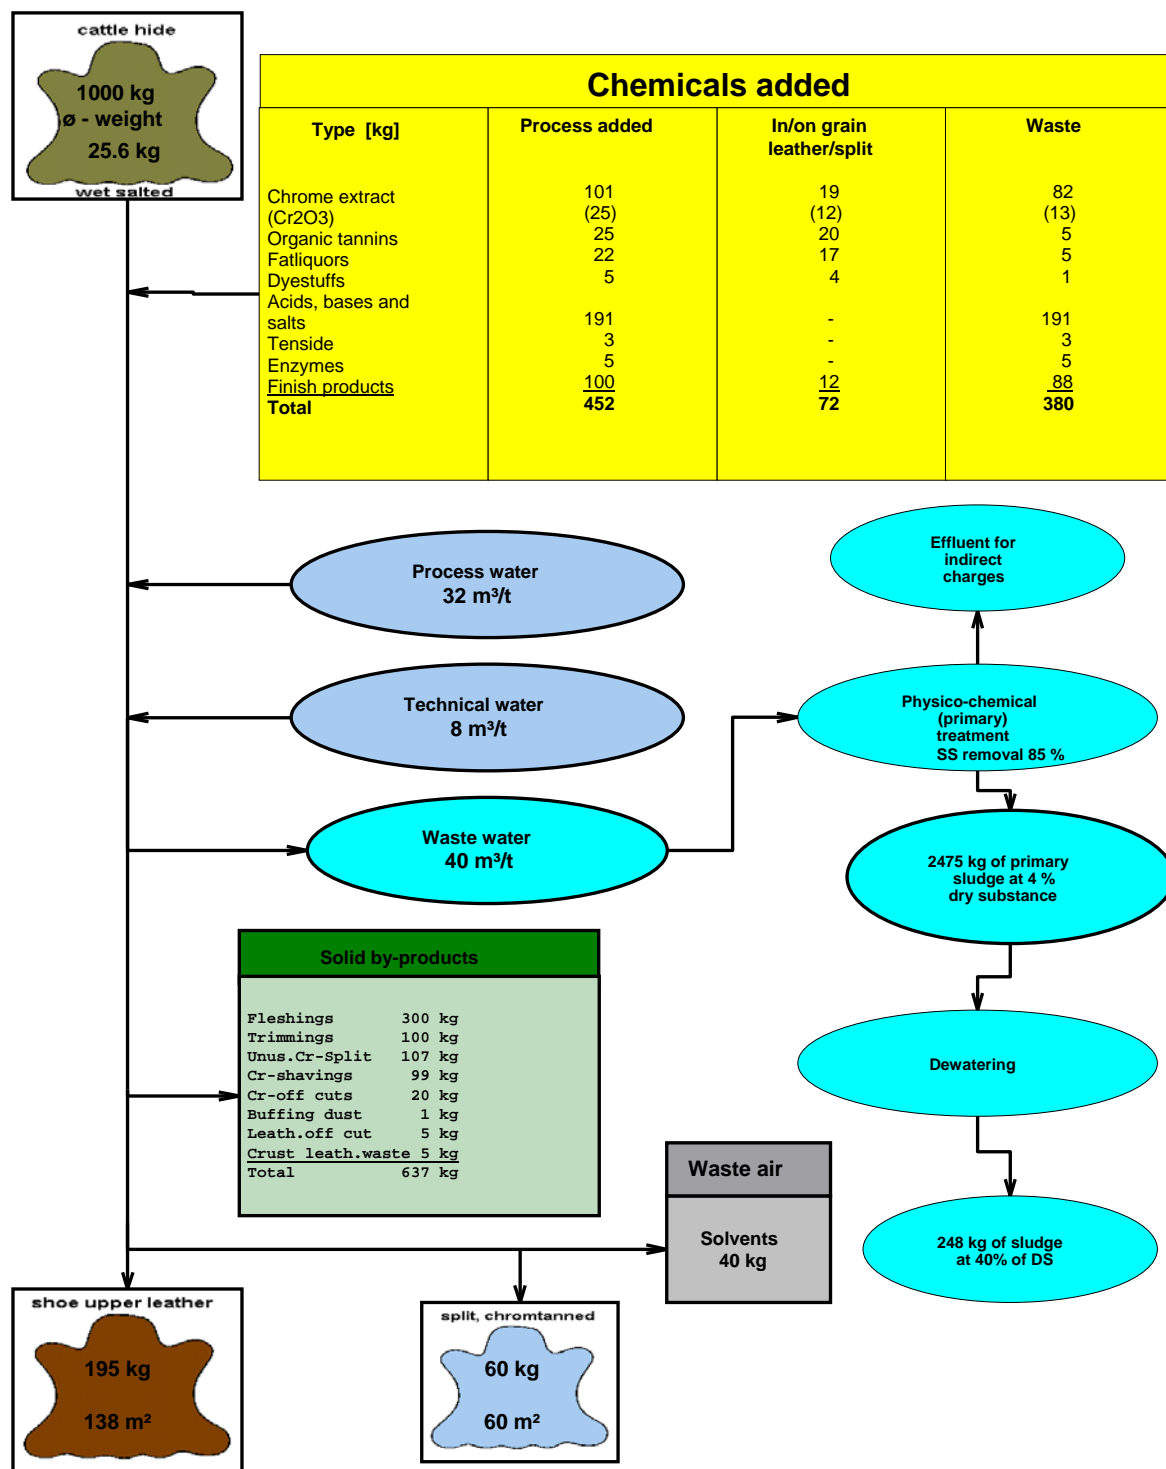 cattle hide
1000 kg
ø - weight
25.6 kg
wet salted
Chemicals added
Type [kg] Process added In/on grain leather/split Waste
Chrome extract 101 19 82
(Cr2O3) (25) (12) (13)
Organic tannins 25 20 5
Fatliquors 22 17 5
Dyestuffs 5 4 1
Acids, bases and
salts 191 - 191
Tenside 3 - 3
Enzymes 5 - 5
Finish products 100 12 88
Total 452 72 380
Effluent for
indirect
charges
Process water
32 m³/t
Technical water
8 m³/t
Physico-chemical
(primary)
treatment
SS removal 85 %
Waste water
40 m³/t
2475 kg of primary
sludge at 4 %
dry substance
Solid by-products
Fleshings 300 kg
Trimmings 100 kg
Unus.Cr-Split 107 kg
Cr-shavings 99 kg
Cr-off cuts 20 kg
Buffing dust 1 kg
Leath.off cut 5 kg
Crust leath.waste 5 kg
Total 637 kg
Dewatering
Waste air
Solvents
40 kg
248 kg of sludge
at 40% of DS
shoe upper leather
195 kg
138 m²
split, chromtanned
60 kg
60 m²